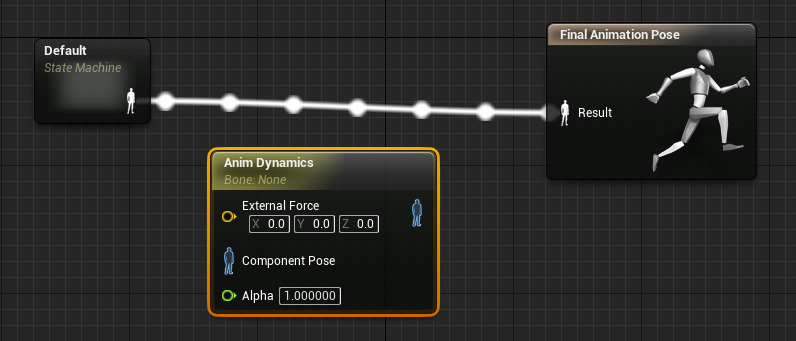 Default
State Machine
Final Animation Pose
Result
Anim Dynamics
Bone: None
External Force
X 0.0 Y 0.0 Z 0.0
Component Pose
Alpha 1.000000